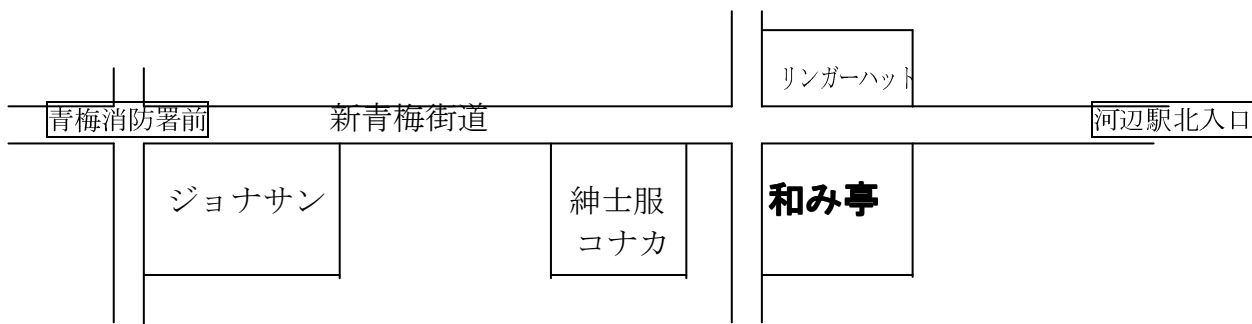 リンガーハット
青梅消防署前
新青梅街道
河辺駅北入口
ジョナサン
紳士服
コナカ
和み亭